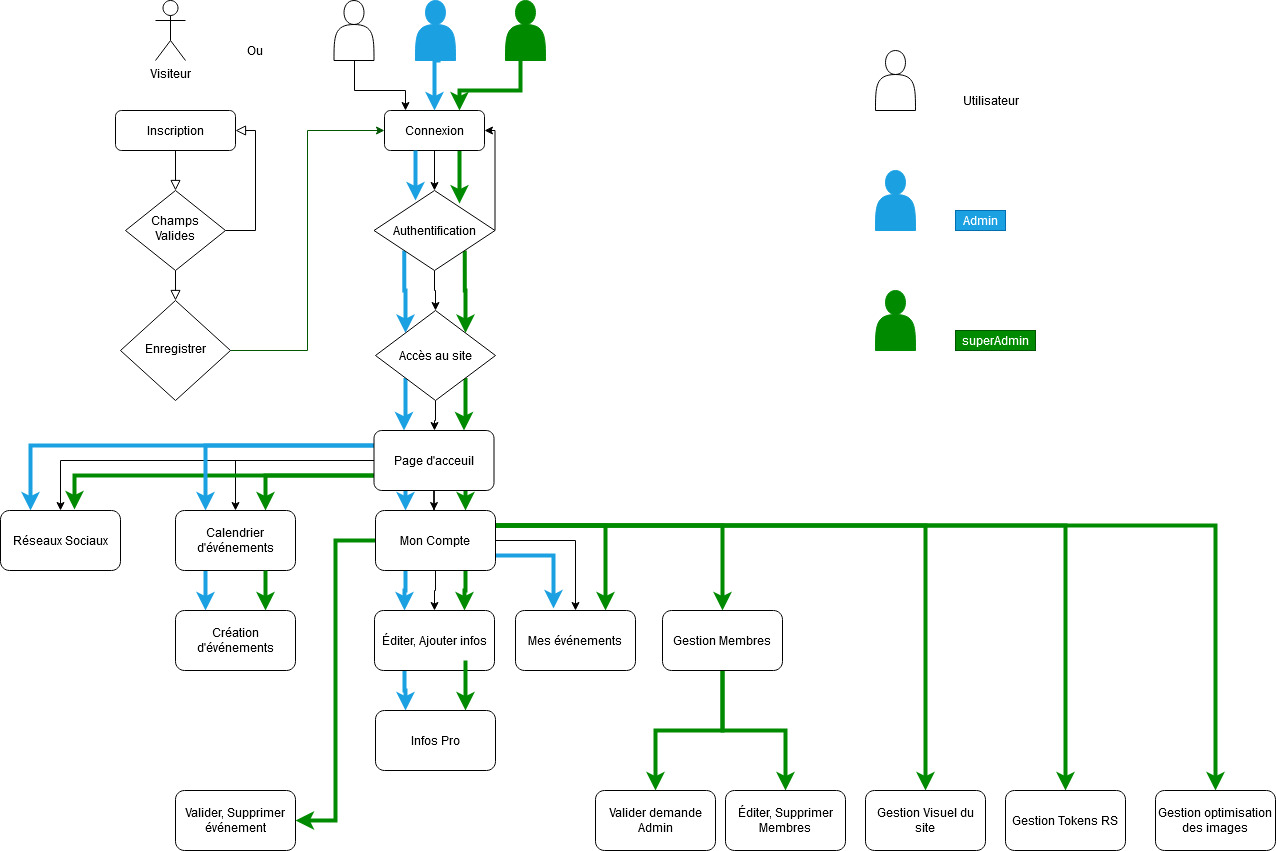 Ou
Visiteur
Utilisateur
Inscription
Connexion
Champs
Valides
Authentification
Admin
Enregistrer
Accès au site
superAdmin
Page d'acceuil
Réseaux Sociaux
Calendrier
d'événements
Mon Compte
Création
d'événements
Éditer, Ajouter infos
Mes événements
Gestion Membres
Infos Pro
Valider, Supprimer
événement
Valider demande
Admin
Éditer, Supprimer
Membres
Gestion Visuel du
site
Gestion Tokens RS
Gestion optimisation
des images